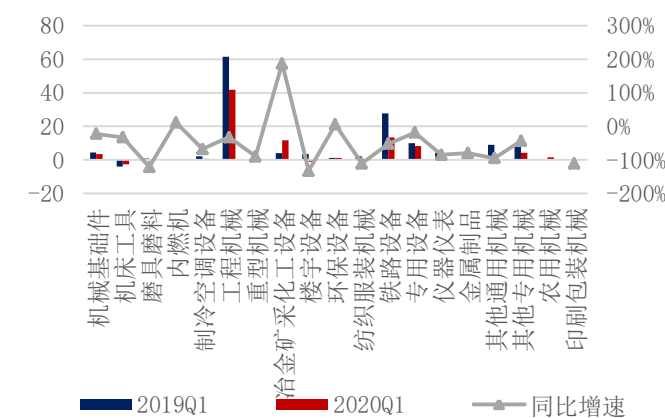 80
60
40
20
0
-20
300%
200%
100%
0%
-100%
-200%
机械基础件
机床工具
磨具磨料
内燃机
制冷空调设备
工程机械
重型机械
冶金矿采化工设备
楼宇设备
环保设备
纺织服装机械
铁路设备
专用设备
仪器仪表
金属制品
其他通用机械
其他专用机械
农用机械
印刷包装机械
2019Q1
2020Q1
同比增速